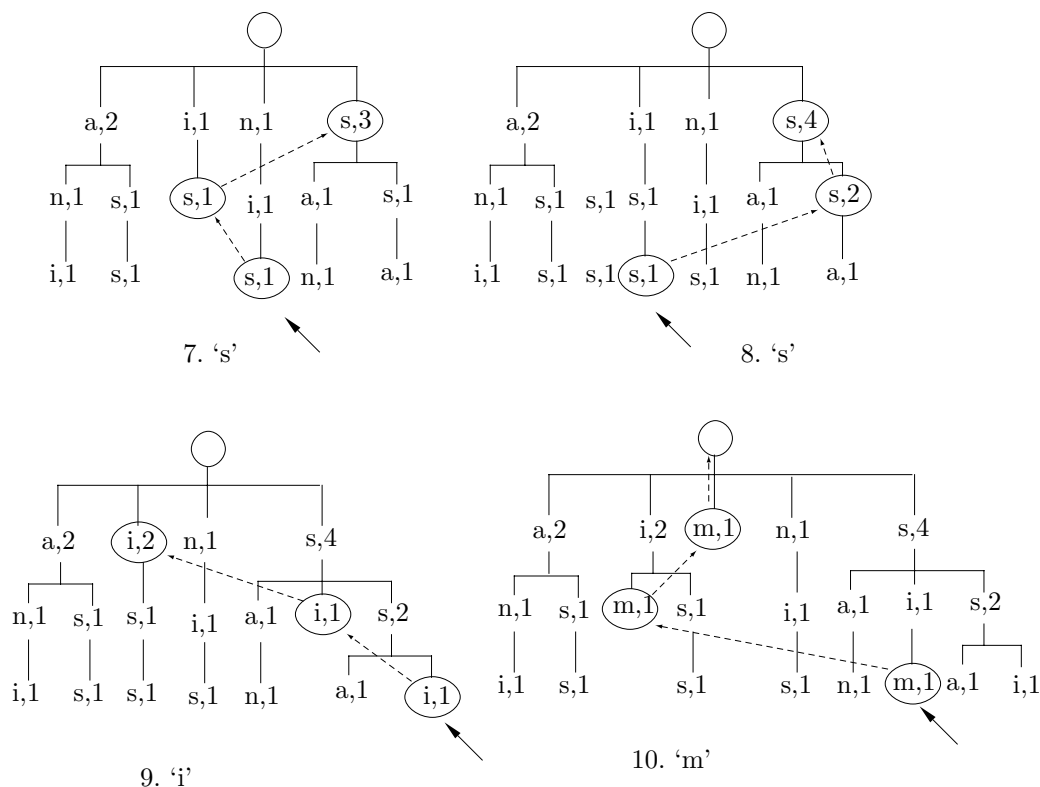 a,2 i,1 n,1 s,3
n,1 s,1 s,1 i,1 a,1 s,1
i,1 s,1 s,1 n,1 a,1
7. ‘s’
a,2 i,1 n,1 s,4
n,1 s,1 s,1 s,1 i,1 a,1 s,2
i,1 s,1 s,1 s,1 s,1 n,1 a,1
8. ‘s’
a,2 i,2 n,1 s,4
n,1 s,1 s,1 i,1 a,1 i,1 s,2
i,1 s,1 s,1 s,1 n,1 a,1 i,1
9. ‘i’
a,2 i,2 m,1 n,1 s,4
n,1 s,1 m,1 s,1 i,1 a,1 i,1 s,2
i,1 s,1 s,1 s,1 n,1 m,1 a,1 i,1
10. ‘m’